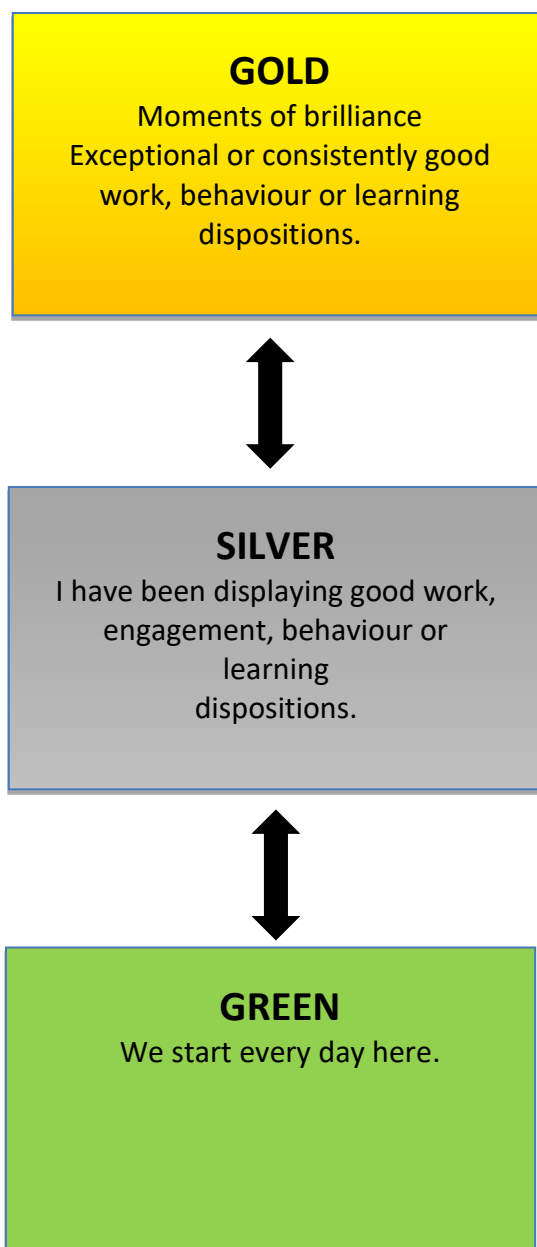 GOLD
Moments of brilliance
Exceptional or consistently good
work, behaviour or learning
dispositions.
SILVER
I have been displaying good work,
engagement, behaviour or
learning
dispositions.
GREEN
We start every day here.